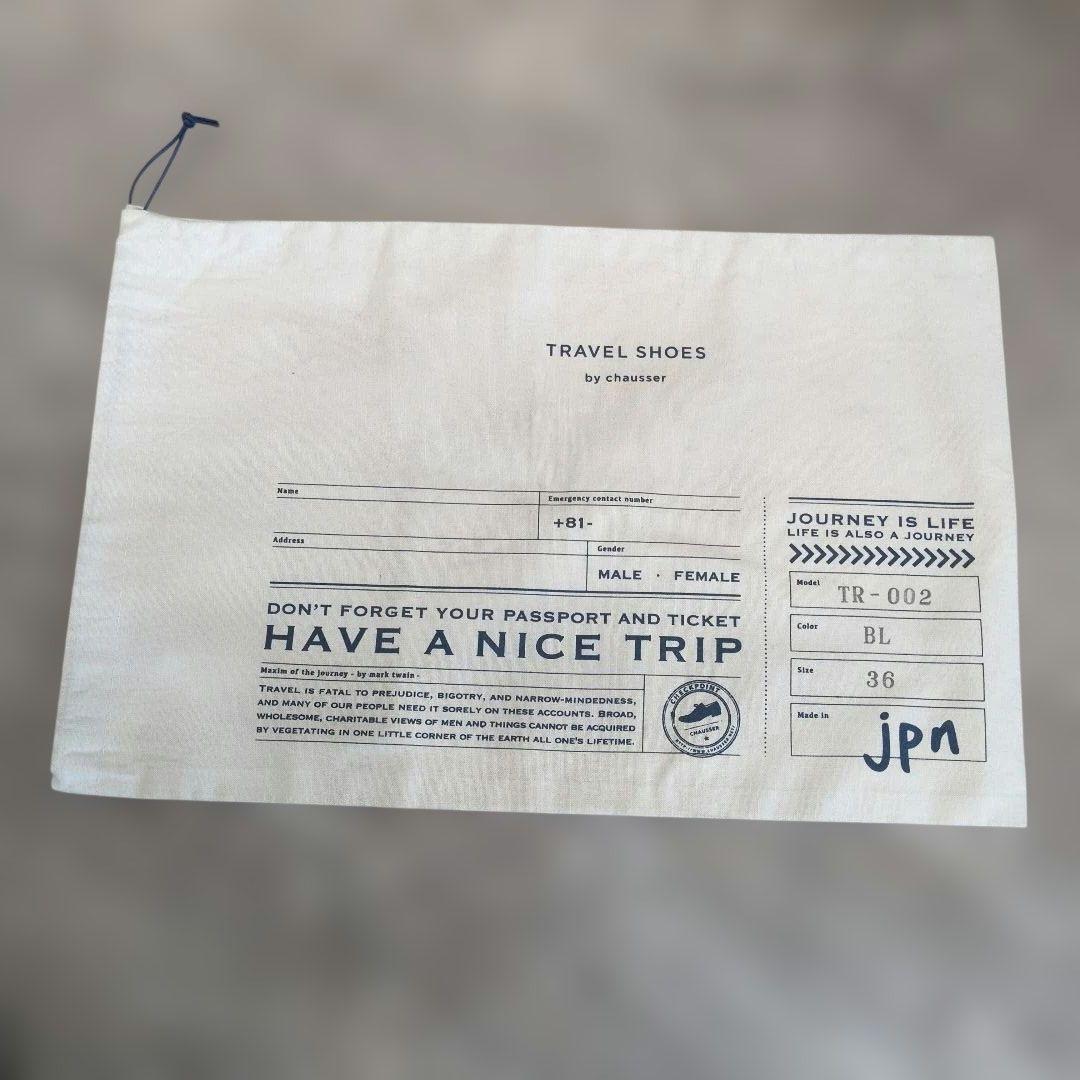 TRAVEL SHOES
by chausser
Name
Emergency contact number
+81-
Address
Gender
MALE · FEMALE
DON'T FORGET YOUR PASSPORT AND TICKET
HAVE A NICE TRIP
Maxim of the journey - by mark twain -
TRAVEL IS FATAL TO PREJUDICE, BIGOTRY, AND NARROW-MINDEDNESS,
AND MANY OF OUR PEOPLE NEED IT SORELY ON THESE ACCOUNTS. BROAD,
WHOLESOME, CHARITABLE VIEWS OF MEN AND THINGS CANNOT BE ACQUIRED
BY VEGETATING IN ONE LITTLE CORNER OF THE EARTH ALL ONE'S LIFETIME.
CHECKPOINT
CHAUSSER
JOURNEY IS LIFE
LIFE IS ALSO A JOURNEY
Model
TR-002
Color
BL
Size
36
Made in
jpn